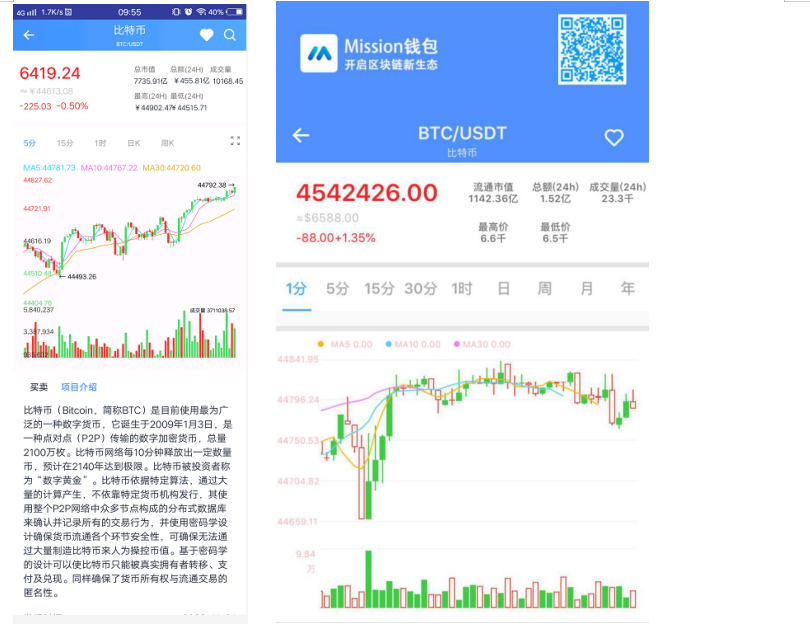 4G 1.7K/s 09:55 40%
比特币
BTC/USDT
6419.24
≈ ￥44613.08
-225.03 -0.50%
总市值 总额(24H) 成交量
7735.91亿 ￥455.81亿 10168.45
最高(24H) 最低(24H)
￥44902.47 ￥44515.71
5分 15分 1时 日K 周K
MA5:44781.73 MA10:44767.22 MA30:44720.60
44827.62
44792.38
44721.91
44616.19
44510.48
44493.26
44404.76
5,840,237
成交量 3711038.57
3,387,934
买卖 项目介绍
比特币（Bitcoin，简称BTC）是目前使用最为广
泛的一种数字货币，它诞生于2009年1月3日，是
一种点对点（P2P）传输的数字加密货币，总量
2100万枚。比特币网络每10分钟释放出一定数量
币，预计在2140年达到极限。比特币被投资者称
为“数字黄金”。比特币依据特定算法，通过大
量的计算产生，不依靠特定货币机构发行，其使
用整个P2P网络中众多节点构成的分布式数据库
来确认并记录所有的交易行为，并使用密码学设
计确保货币流通各个环节安全性，可确保无法通
过大量制造比特币来人为操控币值。基于密码学
的设计可以使比特币只能被真实拥有者转移、支
付及兑现。同样确保了货币所有权与流通交易的
匿名性。
Mission钱包
开启区块链新生态
BTC/USDT
比特币
4542426.00
≈$6588.00
-88.00+1.35%
流通市值 总额(24h) 成交量(24h)
1142.36亿 1.52亿 23.3千
最高价 最低价
6.6千 6.5千
1分 5分 15分 30分 1时 日 周 月 年
MA5 0.00 MA10 0.00 MA30 0.00
44841.95
44796.24
44750.53
44704.82
44659.11
9.84
万